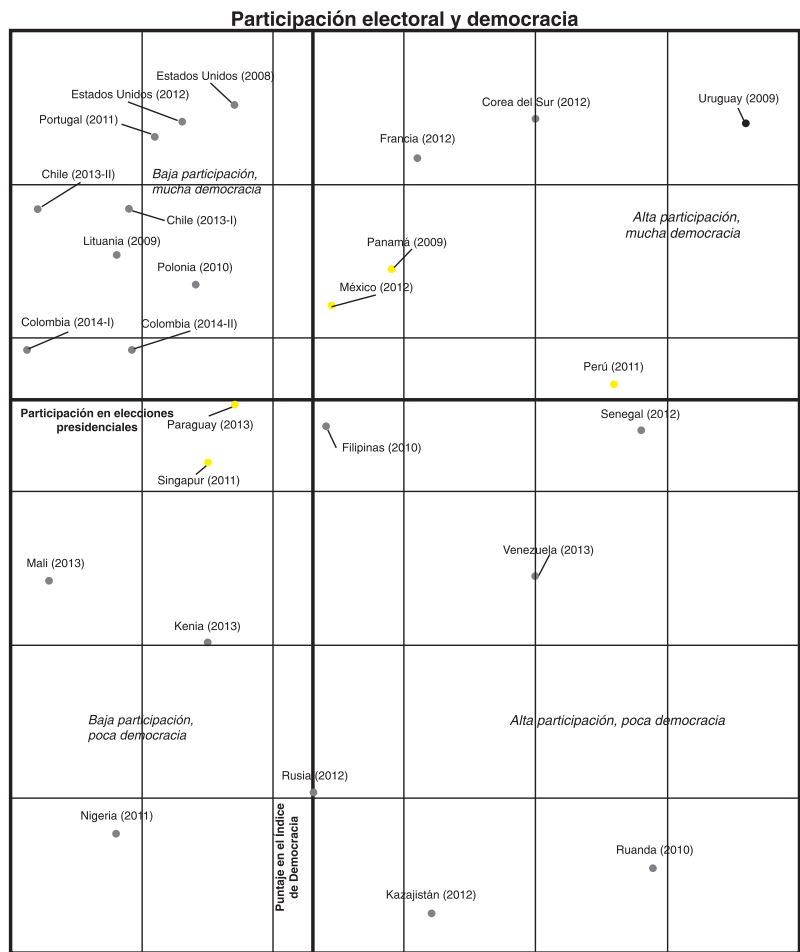 Participación electoral y democracia
Estados Unidos (2008)
Estados Unidos (2012)
Portugal (2011)
Corea del Sur (2012)
Uruguay (2009)
Francia (2012)
Chile (2013-II)
Baja participación,
mucha democracia
Chile (2013-I)
Alta participación,
mucha democracia
Lituania (2009)
Panamá (2009)
Polonia (2010)
México (2012)
Colombia (2014-I)
Colombia (2014-II)
Perú (2011)
Participación en elecciones
presidenciales
Paraguay (2013)
Senegal (2012)
Filipinas (2010)
Singapur (2011)
Venezuela (2013)
Mali (2013)
Kenia (2013)
Baja participación,
poca democracia
Alta participación, poca democracia
Rusia (2012)
Nigeria (2011)
Puntaje en el Índice
de Democracia
Ruanda (2010)
Kazajistán (2012)